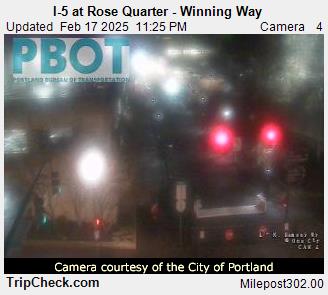 I-5 at Rose Quarter - Winning Way
Updated Feb 17 2025 11:25 PM Camera 4
PBOT
PORTLAND BUREAU OF TRANSPORTATION
Camera courtesy of the City of Portland
TripCheck.com Milepost302.00